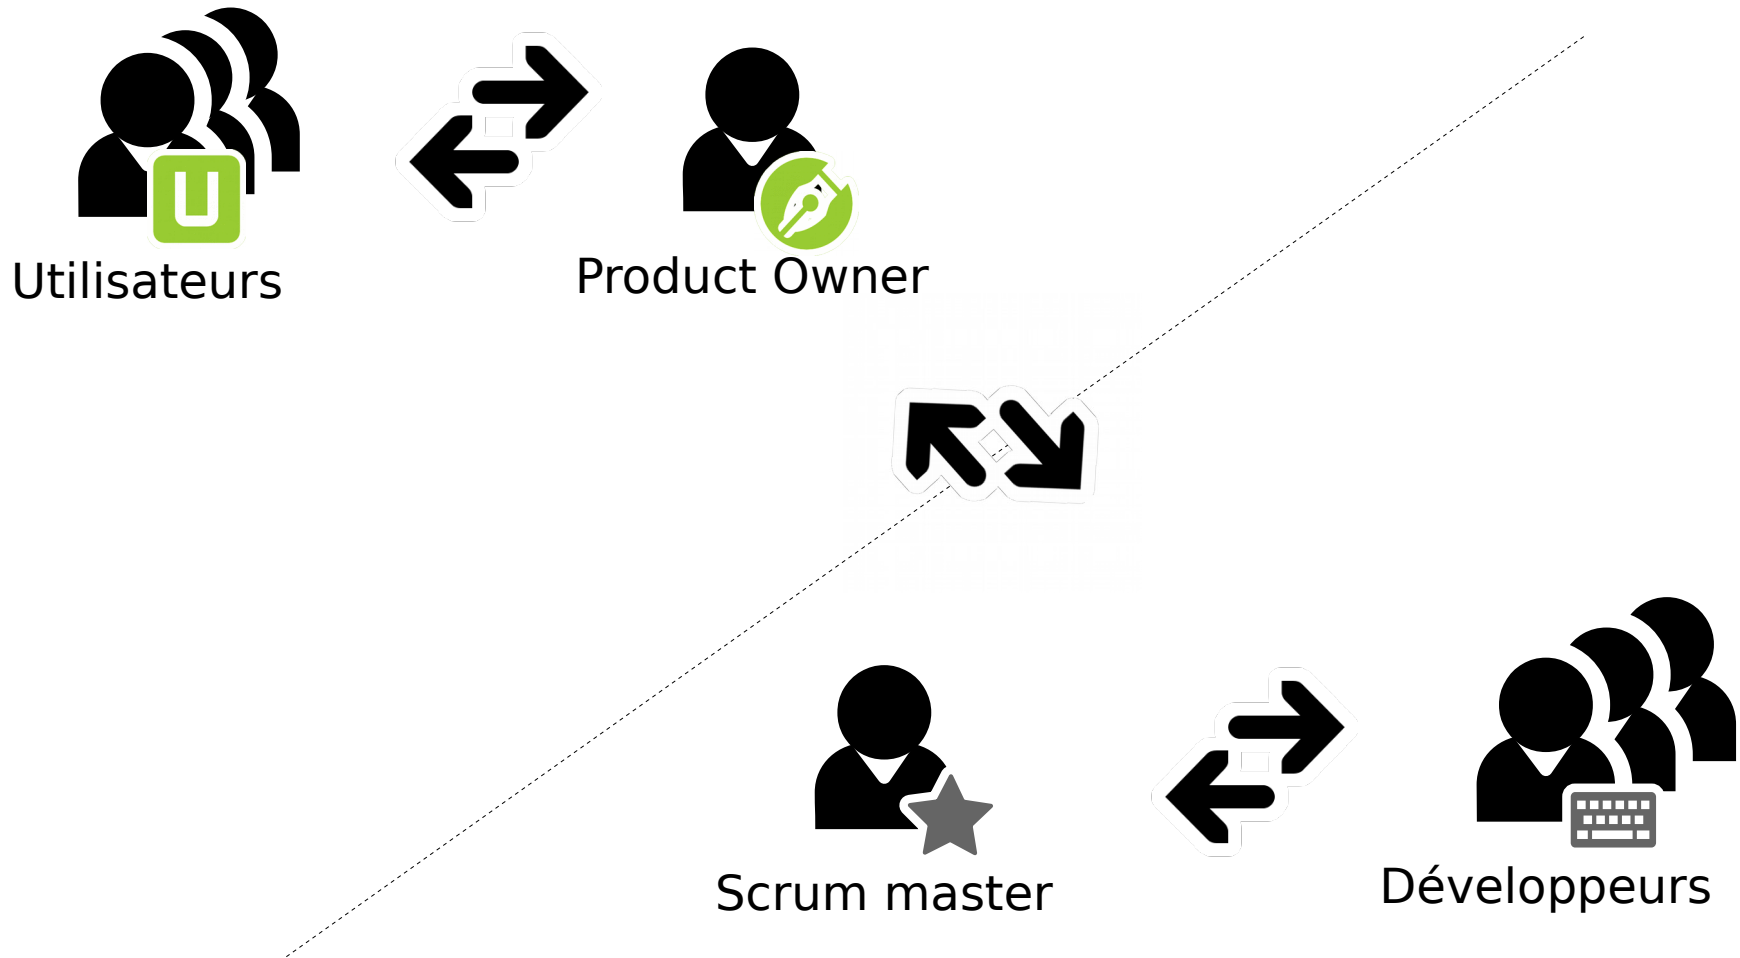 U
Utilisateurs
Product Owner
Scrum master
Développeurs